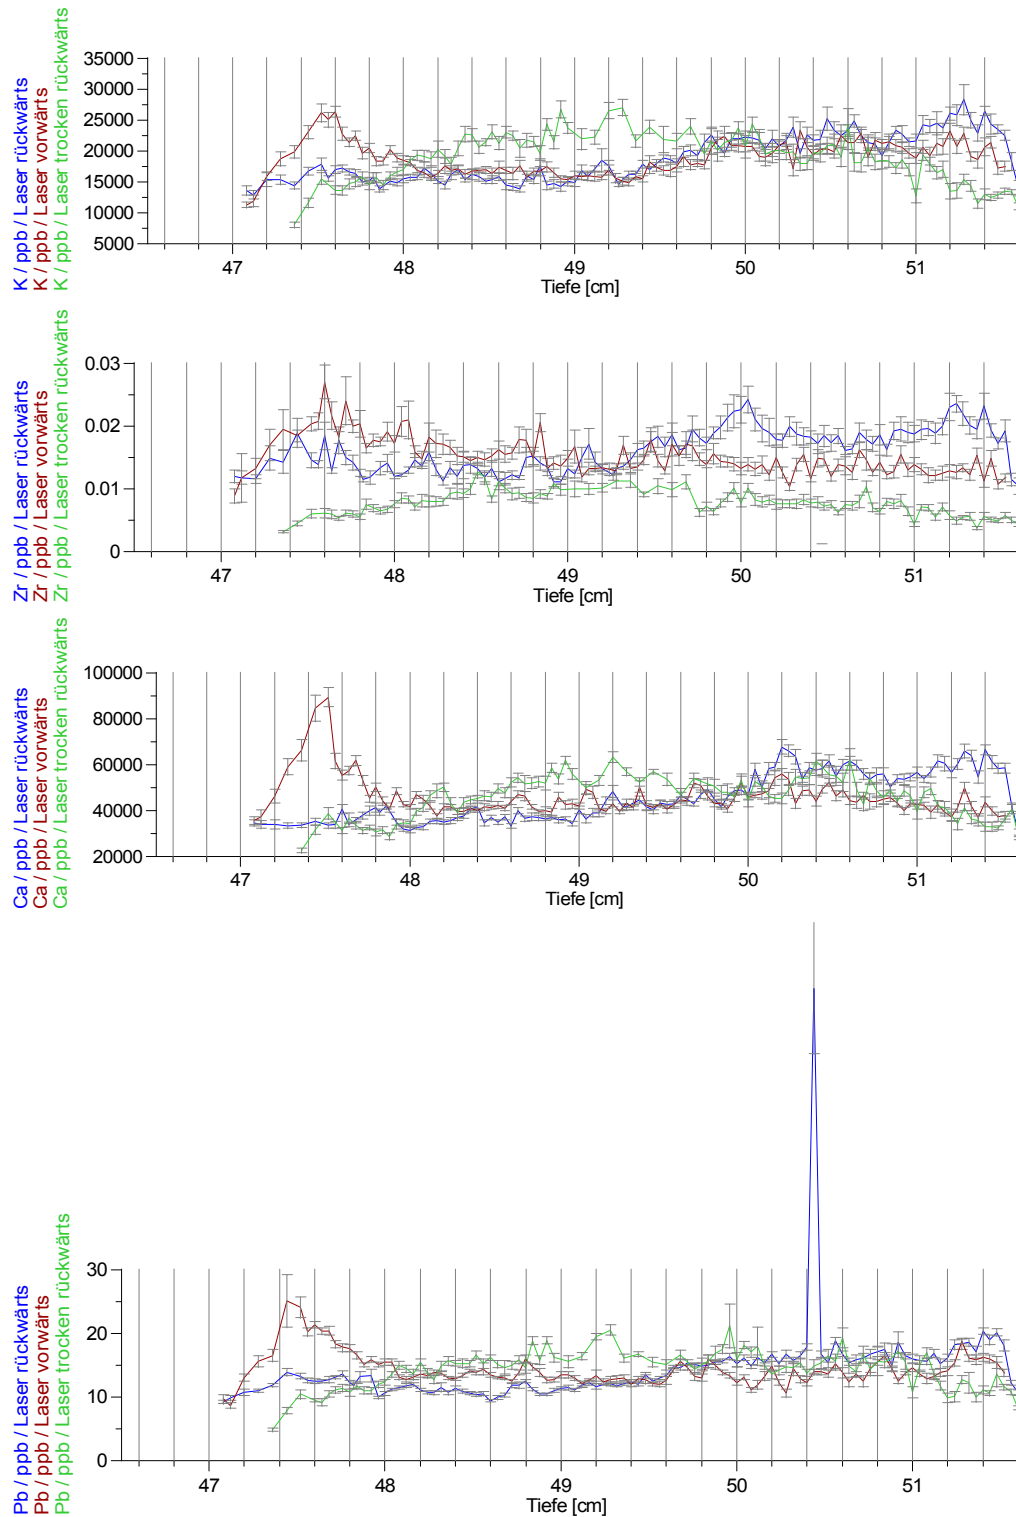 K / ppb / Laser rückwärts
K / ppb / Laser vorwärts
K / ppb / Laser trocken rückwärts
35000
30000
25000
20000
15000
10000
5000
47 48 49 50 51
Tiefe [cm]
Zr / ppb / Laser rückwärts
Zr / ppb / Laser vorwärts
Zr / ppb / Laser trocken rückwärts
0.03
0.02
0.01
0
47 48 49 50 51
Tiefe [cm]
Ca / ppb / Laser rückwärts
Ca / ppb / Laser vorwärts
Ca / ppb / Laser trocken rückwärts
100000
80000
60000
40000
20000
47 48 49 50 51
Tiefe [cm]
Pb / ppb / Laser rückwärts
Pb / ppb / Laser vorwärts
Pb / ppb / Laser trocken rückwärts
30
20
10
0
47 48 49 50 51
Tiefe [cm]